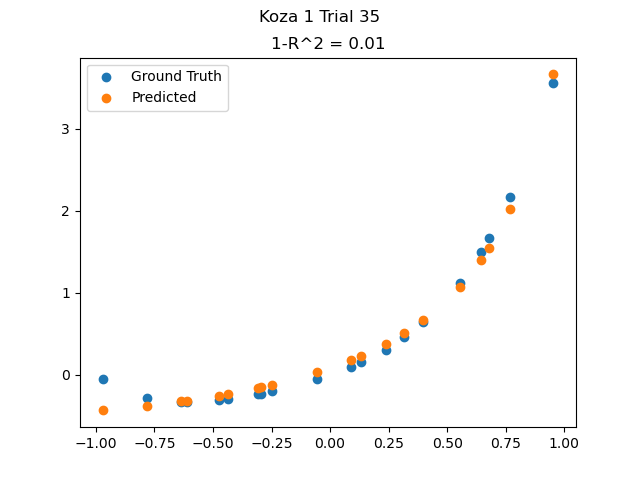 Koza 1 Trial 35
1-R^2 = 0.01
Ground Truth
Predicted
3
2
1
0
−1.00 −0.75 −0.50 −0.25 0.00 0.25 0.50 0.75 1.00